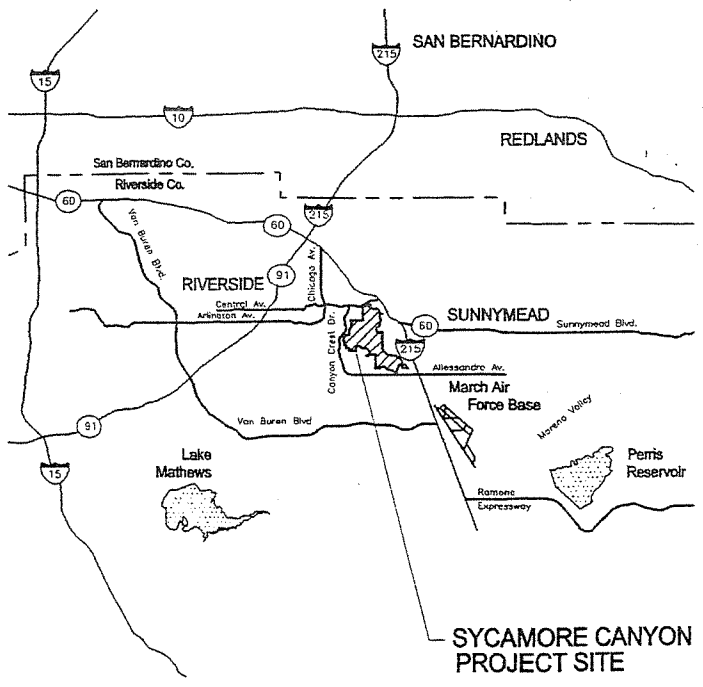 SAN BERNARDINO
215
15
10
REDLANDS
San Bernardino Co.
Riverside Co.
60
Van Buren Blvd.
215
60
Chicago Av.
91
RIVERSIDE
Central Av.
Arlington Av.
SUNNYMEAD
60
Sunnymead Blvd.
215
Canyon Crest Dr.
Allessandro Av.
March Air
Force Base
91
Van Buren Blvd
Moreno Valley
Lake
Mathews
Perris
Reservoir
15
Ramona
Expressway
SYCAMORE CANYON
PROJECT SITE